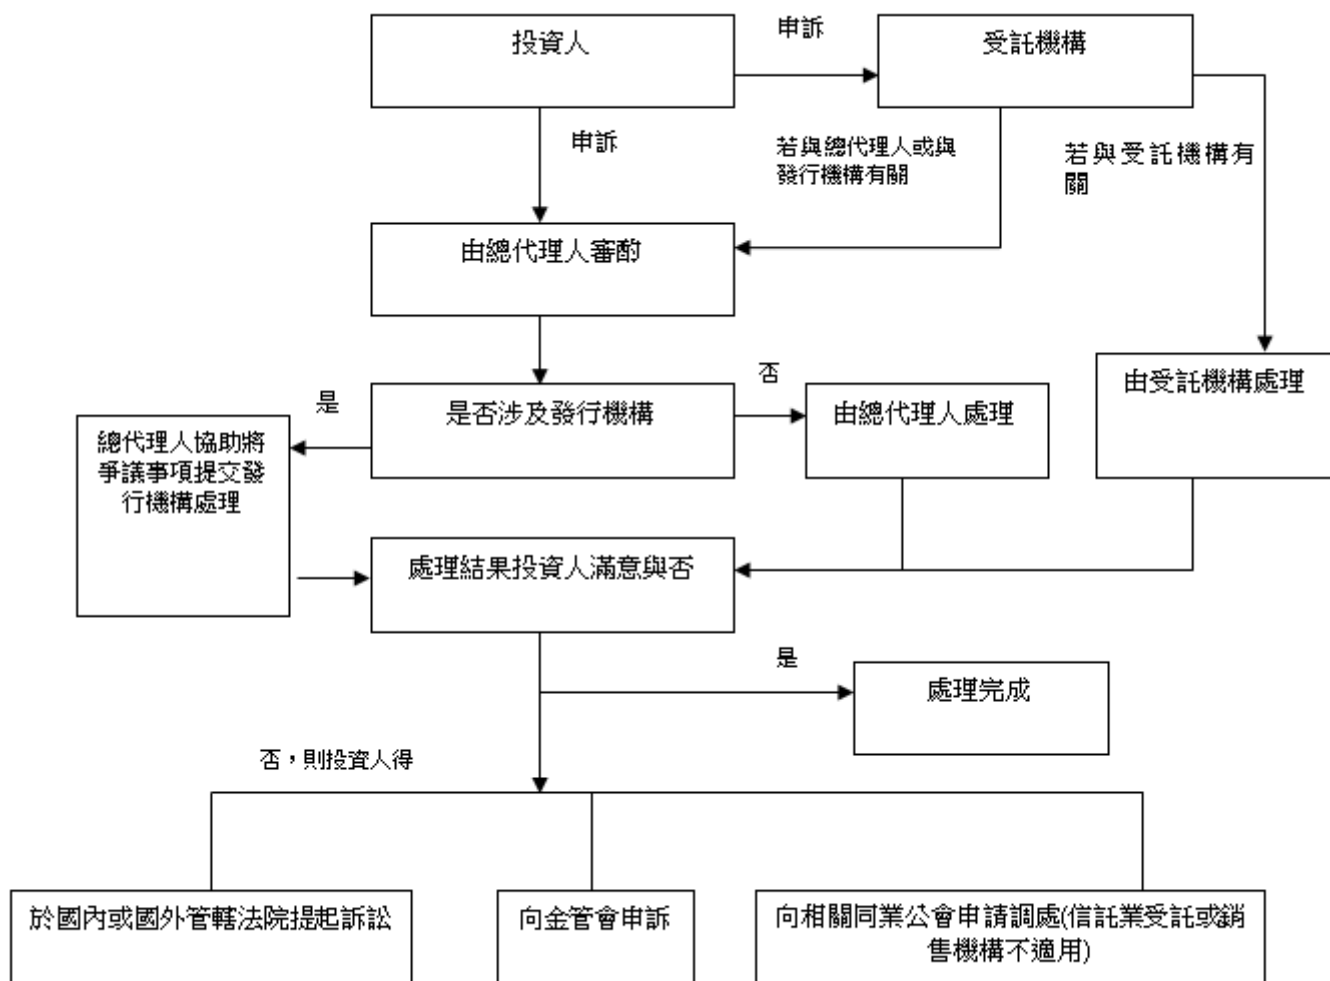 投資人
申訴
受託機構
申訴
若與總代理人或與
發行機構有關
若與受託機構有
關
由總代理人審酌
是
是否涉及發行機構
否
由總代理人處理
由受託機構處理
總代理人協助將
爭議事項提交發
行機構處理
處理結果投資人滿意與否
是
處理完成
否，則投資人得
於國內或國外管轄法院提起訴訟
向金管會申訴
向相關同業公會申請調處(信託業受託或銷
售機構不適用)